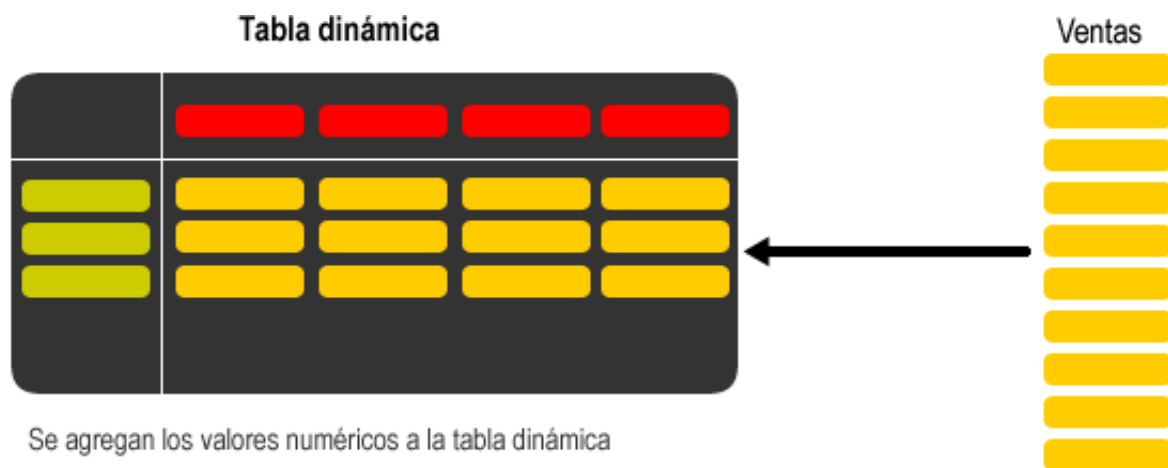 Tabla dinámica
Ventas
Se agregan los valores numéricos a la tabla dinámica